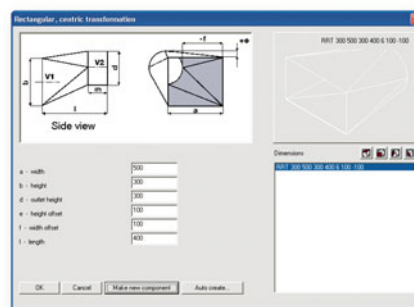 Rectangular, centric transformation
V1
V2
b
d
m
l
Side view
-f
+e
a
RRT 300 500 300 400 6 100 -100
a - width 500
b - height 300
d - outlet height 300
e - height offset 100
f - width offset 100
l - length 400
Dimensions
RRT 300 500 300 400 6 100 -100
OK
Cancel
Make new component
Auto create...